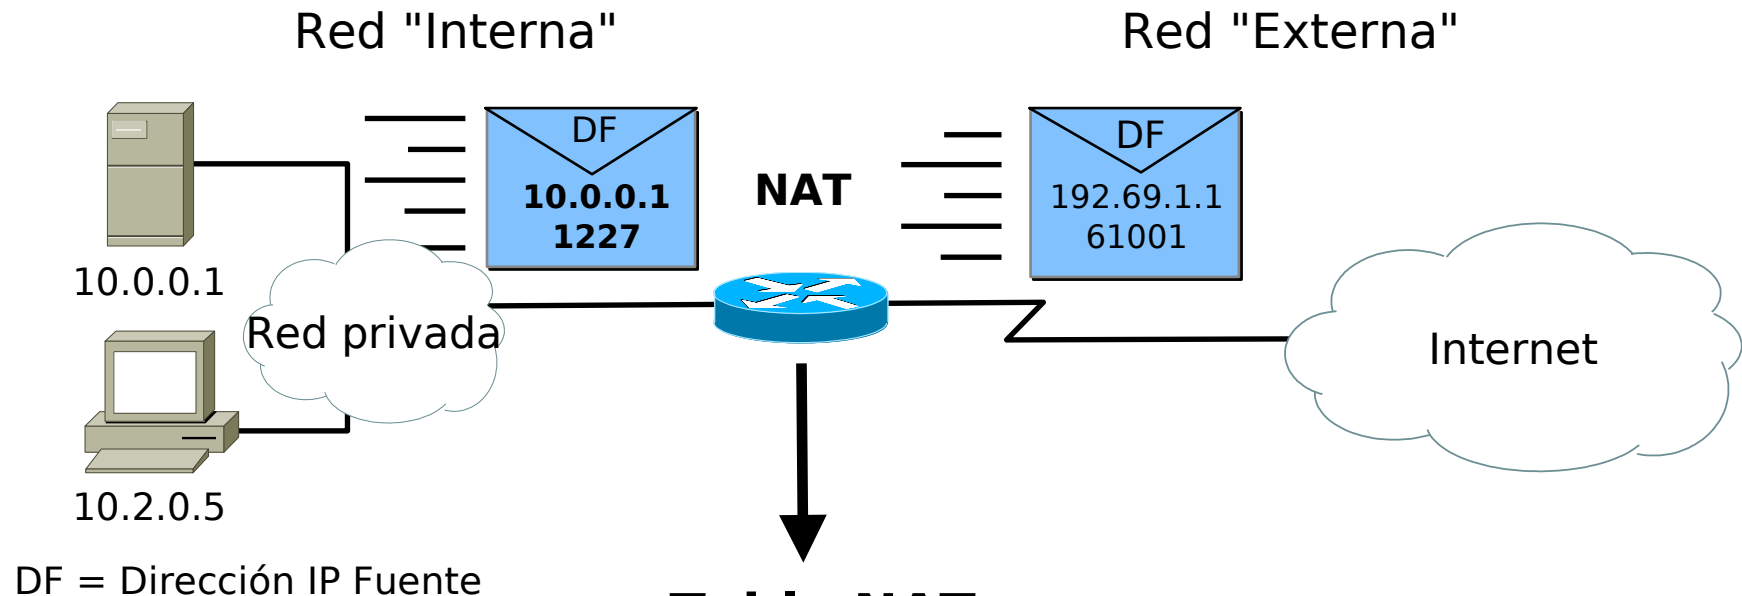 Red "Interna"
Red "Externa"
DF
10.0.0.1
1227
NAT
DF
192.69.1.1
61001
10.0.0.1
Red privada
Internet
10.2.0.5
DF = Dirección IP Fuente